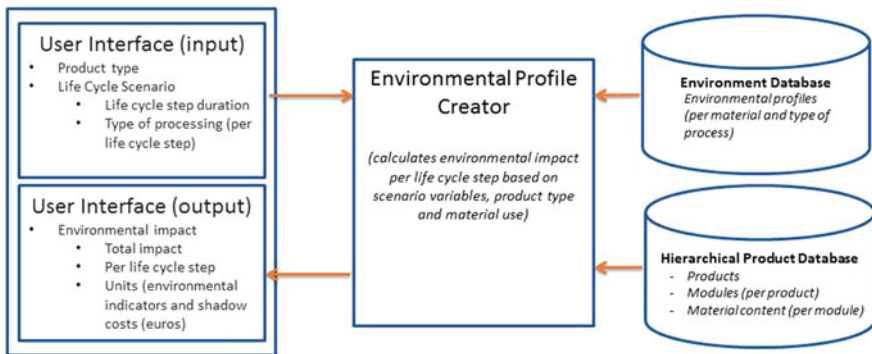 User Interface (input)
• Product type
• Life Cycle Scenario
• Life cycle step duration
• Type of processing (per
life cycle step)
User Interface (output)
• Environmental impact
• Total impact
• Per life cycle step
• Units (environmental
indicators and shadow
costs (euros)
Environmental Profile
Creator
(calculates environmental impact
per life cycle step based on
scenario variables, product type
and material use)
Environment Database
Environmental profiles
(per material and type of
process)
Hierarchical Product Database
- Products
- Modules (per product)
- Material content (per module)